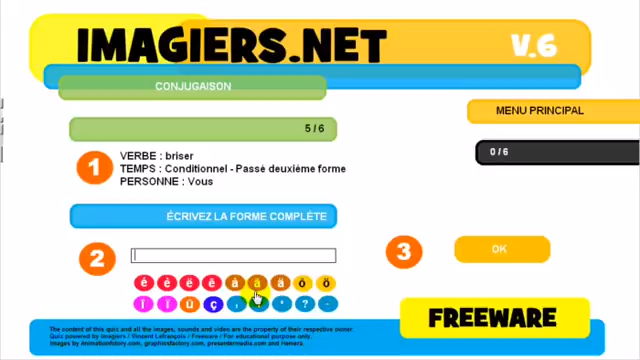 IMAGIERS.NET
V.6
CONJUGAISON
MENU PRINCIPAL
5 / 6
0 / 6
1
VERBE : briser
TEMPS : Conditionnel - Passé deuxième forme
PERSONNE : Vous
ÉCRIVEZ LA FORME COMPLÈTE
2
3
OK
ç
?
FREEWARE
The content of this quiz and all the images, sounds and video are the property of their respective owner.
Quiz powered by Imagiers / Vincent Lefrançois / Freeware / For educational purpose only.
Images by Animationfactory.com, graphicsfactory.com, presentermedia.com and Hemera.